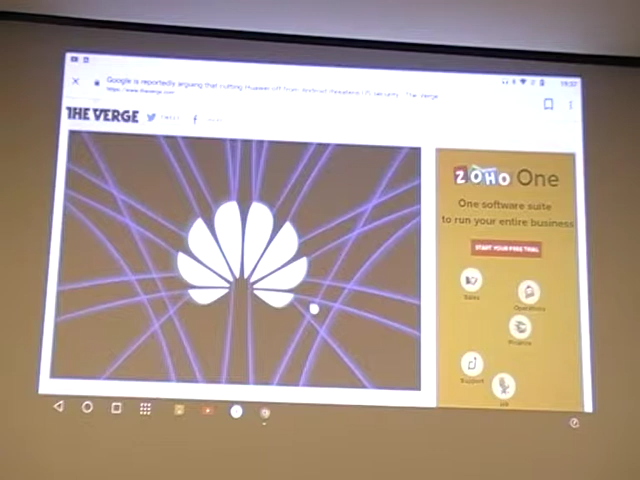 Google is reportedly arguing that cutting Huawei off from Android threatens US security - The Verge
https://www.theverge.com
THE VERGE
TWEET
ZOHO One
One software suite
to run your entire business
START YOUR FREE TRIAL
Sales
Operations
Projects
Support
HR